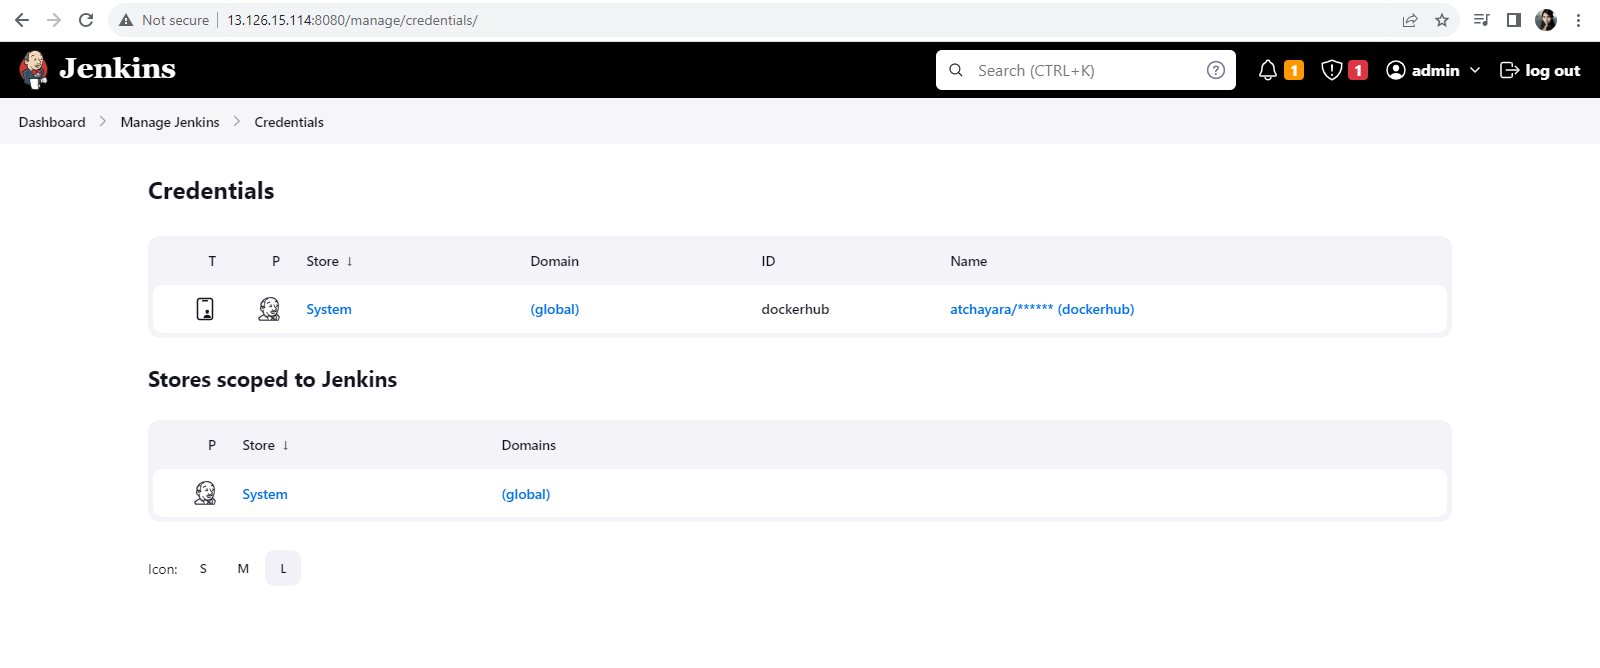 Not secure 13.126.15.114:8080/manage/credentials/
Jenkins Search (CTRL+K) ? 1 1 admin log out
Dashboard Manage Jenkins Credentials
Credentials
T P Store ↓ Domain ID Name
System (global) dockerhub atchayara/****** (dockerhub)
Stores scoped to Jenkins
P Store ↓ Domains
System (global)
Icon: S M L